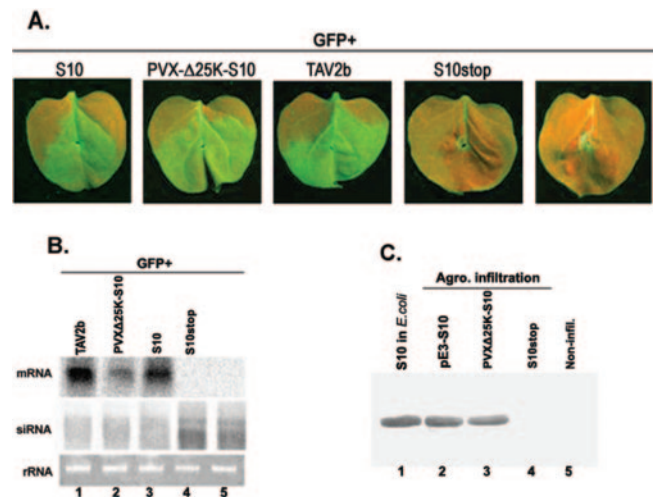 A.
GFP+
S10 PVX-Δ25K-S10 TAV2b S10stop
B.
GFP+
TAV2b PVXΔ25K-S10 S10 S10stop
mRNA
siRNA
rRNA
1 2 3 4 5
C.
Agro. infiltration
S10 in E.coli pE3-S10 PVXΔ25K-S10 S10stop Non-infil.
1 2 3 4 5